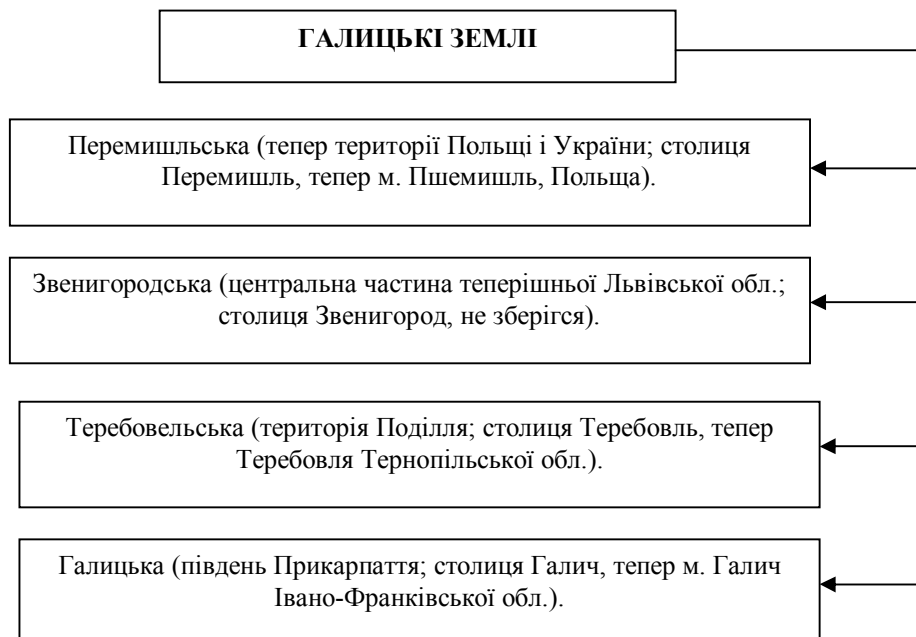 ГАЛИЦЬКІ ЗЕМЛІ
Перемишльська (тепер території Польщі і України; столиця
Перемишль, тепер м. Пшемишль, Польща).
Звенигородська (центральна частина теперішньої Львівської обл.;
столиця Звенигород, не зберігся).
Теребовельська (територія Поділля; столиця Теребовль, тепер
Теребовля Тернопільської обл.).
Галицька (південь Прикарпаття; столиця Галич, тепер м. Галич
Івано-Франківської обл.).